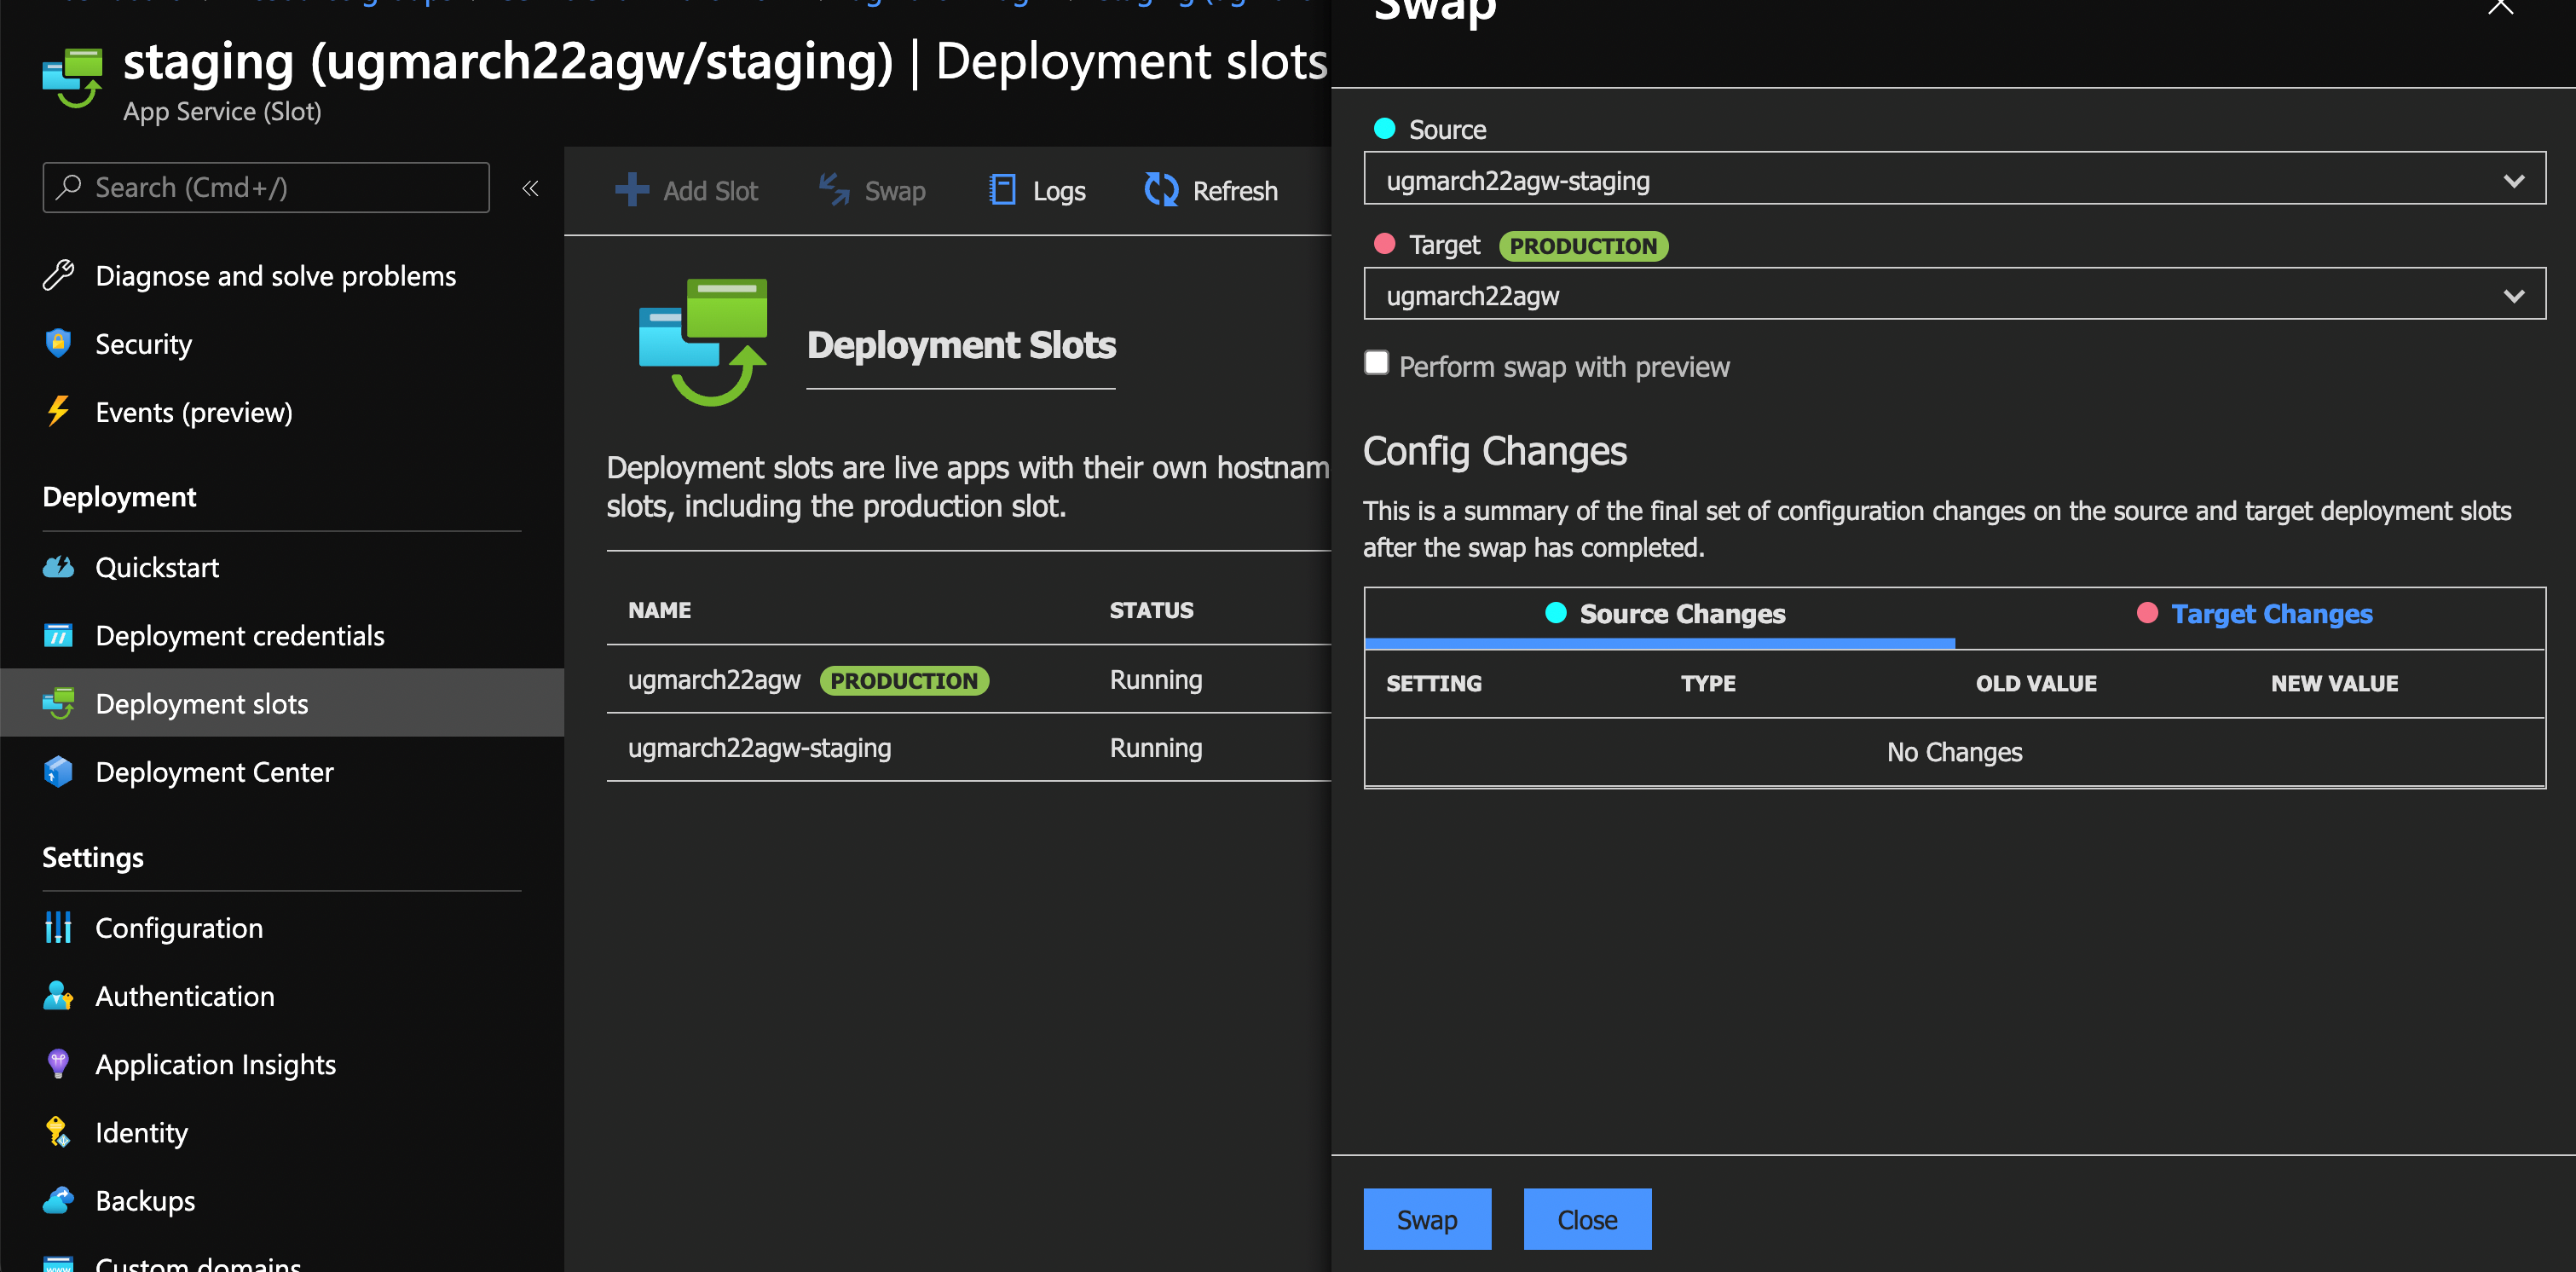 staging (ugmarch22agw/staging) | Deployment slots
App Service (Slot)
Search (Cmd+/)
«
Diagnose and solve problems
Security
Events (preview)
Deployment
Quickstart
Deployment credentials
Deployment slots
Deployment Center
Settings
Configuration
Authentication
Application Insights
Identity
Backups
Custom domains
Add Slot
Swap
Logs
Refresh
Deployment Slots
Deployment slots are live apps with their own hostnam
slots, including the production slot.
NAME STATUS
ugmarch22agw PRODUCTION Running
ugmarch22agw-staging Running
Swap
Source
ugmarch22agw-staging
Target PRODUCTION
ugmarch22agw
Perform swap with preview
Config Changes
This is a summary of the final set of configuration changes on the source and target deployment slots
after the swap has completed.
Source Changes Target Changes
SETTING TYPE OLD VALUE NEW VALUE
No Changes
Swap Close